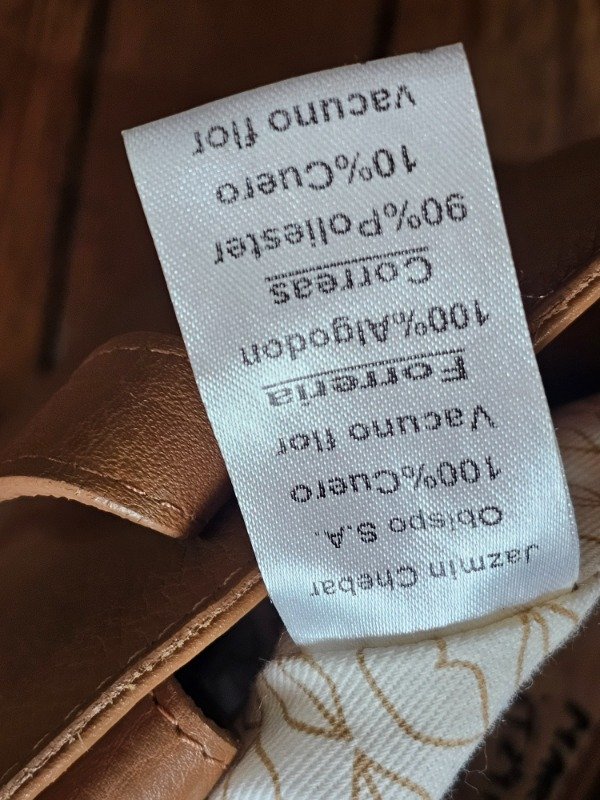 Jazmin Chebar
Obispo S.A.
100%Cuero
Vacuno flor
Forreria
100%Algodon
Correas
90%Poliester
10%Cuero
vacuno flor